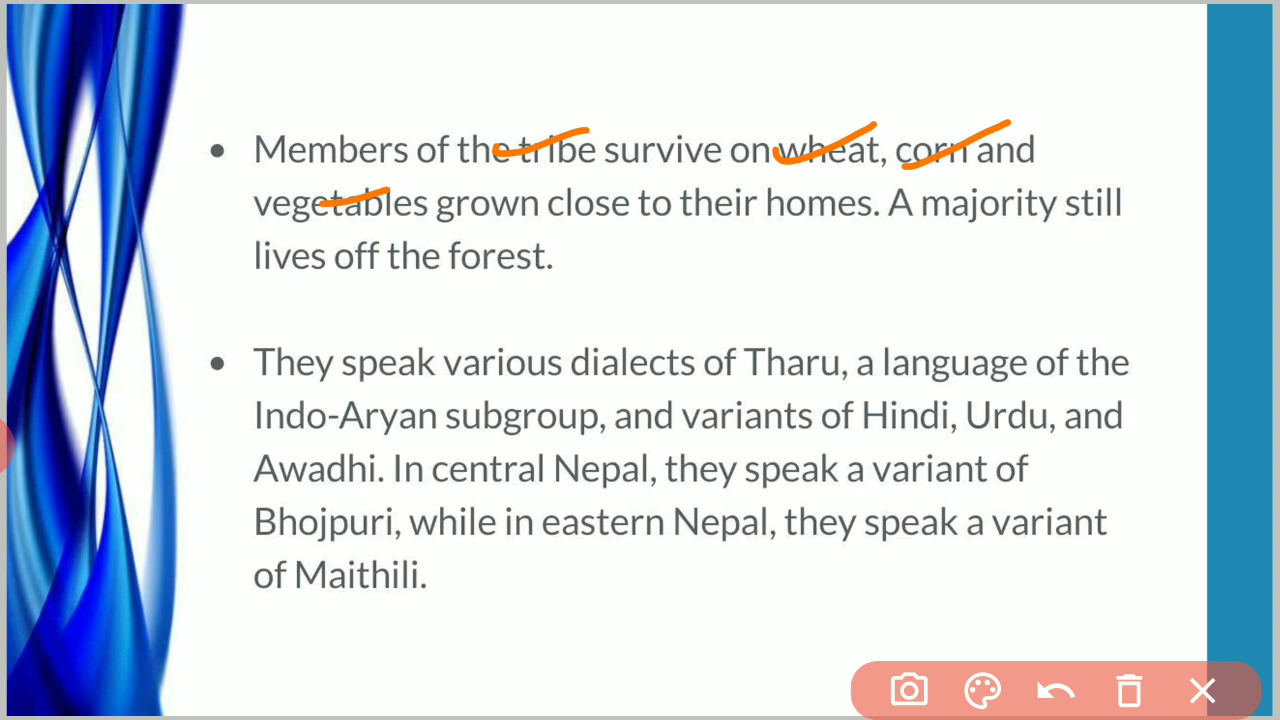 • Members of the tribe survive on wheat, corn and
vegetables grown close to their homes. A majority still
lives off the forest.
• They speak various dialects of Tharu, a language of the
Indo-Aryan subgroup, and variants of Hindi, Urdu, and
Awadhi. In central Nepal, they speak a variant of
Bhojpuri, while in eastern Nepal, they speak a variant
of Maithili.